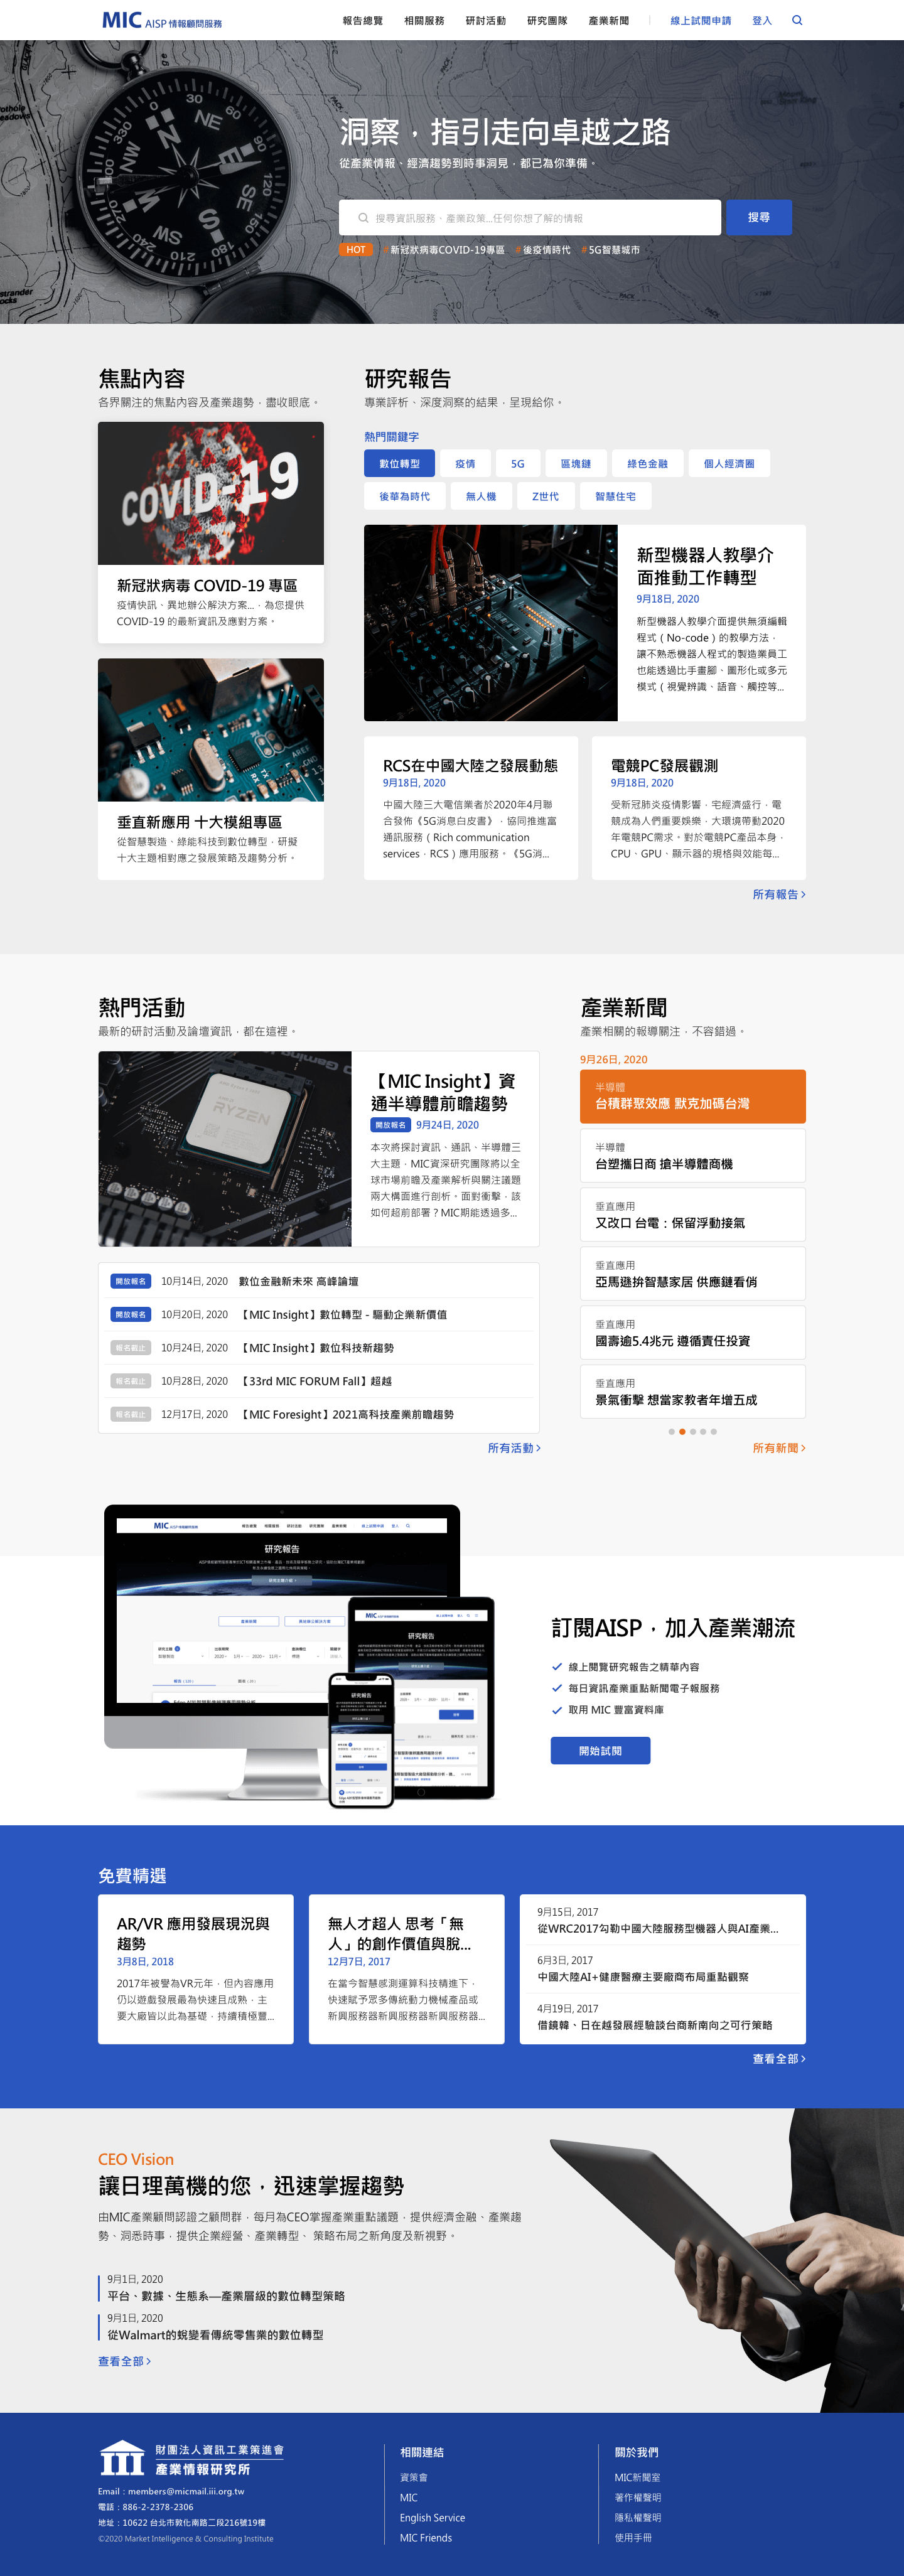 MIC AISP 情報顧問服務
報告總覽 相關服務 研討活動 研究團隊 產業新聞 線上試閱申請 登入
洞察，指引走向卓越之路
從產業情報、經濟趨勢到時事洞見，都已為你準備。
搜尋資訊服務、產業政策...任何你想了解的情報
搜尋
HOT #新冠狀病毒COVID-19專區 #後疫情時代 #5G智慧城市
焦點內容
各界關注的焦點內容及產業趨勢，盡收眼底。
COVID-19
新冠狀病毒 COVID-19 專區
疫情快訊、異地辦公解決方案...，為您提供
COVID-19 的最新資訊及應對方案。
垂直新應用 十大模組專區
從智慧製造、綠能科技到數位轉型，研擬
十大主題相對應之發展策略及趨勢分析。
研究報告
專業評析、深度洞察的結果，呈現給你。
熱門關鍵字
數位轉型 疫情 5G 區塊鏈 綠色金融 個人經濟圈
後華為時代 無人機 Z世代 智慧住宅
新型機器人教學介
面推動工作轉型
9月18日, 2020
新型機器人教學介面提供無須編輯
程式（No-code）的教學方法，
讓不熟悉機器人程式的製造業員工
也能透過比手畫腳、圖形化或多元
模式（視覺辨識、語音、觸控等...
RCS在中國大陸之發展動態
9月18日, 2020
中國大陸三大電信業者於2020年4月聯
合發佈《5G消息白皮書》，協同推進富
通訊服務（Rich communication
services，RCS）應用服務。《5G消...
電競PC發展觀測
9月18日, 2020
受新冠肺炎疫情影響，宅經濟盛行，電
競成為人們重要娛樂，大環境帶動2020
年電競PC需求。對於電競PC產品本身，
CPU、GPU、顯示器的規格與效能每...
所有報告
熱門活動
最新的研討活動及論壇資訊，都在這裡。
RYZEN
【MIC Insight】資
通半導體前瞻趨勢
開放報名 9月24日, 2020
本次將探討資訊、通訊、半導體三
大主題，MIC資深研究團隊將以全
球市場前瞻及產業解析與關注議題
兩大構面進行剖析。面對衝擊，該
如何超前部署？MIC期能透過多...
開放報名 10月14日, 2020 數位金融新未來 高峰論壇
開放報名 10月20日, 2020 【MIC Insight】數位轉型 - 驅動企業新價值
報名截止 10月24日, 2020 【MIC Insight】數位科技新趨勢
報名截止 10月28日, 2020 【33rd MIC FORUM Fall】超越
報名截止 12月17日, 2020 【MIC Foresight】2021高科技產業前瞻趨勢
所有活動
產業新聞
產業相關的報導關注，不容錯過。
9月26日, 2020
半導體
台積群聚效應 默克加碼台灣
半導體
台塑攜日商 搶半導體商機
垂直應用
又改口 台電：保留浮動接氣
垂直應用
亞馬遜拚智慧家居 供應鏈看俏
垂直應用
國壽逾5.4兆元 遵循責任投資
垂直應用
景氣衝擊 想當家教者年增五成
所有新聞
研究報告
研究報告
研究報告
訂閱AISP，加入產業潮流
線上閱覽研究報告之精華內容
每日資訊產業重點新聞電子報服務
取用 MIC 豐富資料庫
開始試閱
免費精選
AR/VR 應用發展現況與
趨勢
3月8日, 2018
2017年被譽為VR元年，但內容應用
仍以遊戲發展最為快速且成熟，主
要大廠皆以此為基礎，持續積極豐...
無人才超人 思考「無
人」的創作價值與脫...
12月7日, 2017
在當今智慧感測運算科技精進下，
快速賦予眾多傳統動力機械產品或
新興服務器新興服務器新興服務器...
9月15日, 2017
從WRC2017勾勒中國大陸服務型機器人與AI產業...
6月3日, 2017
中國大陸AI+健康醫療主要廠商布局重點觀察
4月19日, 2017
借鏡韓、日在越發展經驗談台商新南向之可行策略
查看全部
CEO Vision
讓日理萬機的您，迅速掌握趨勢
由MIC產業顧問認證之顧問群，每月為CEO掌握產業重點議題，提供經濟金融、產業趨
勢、洞悉時事，提供企業經營、產業轉型、 策略布局之新角度及新視野。
9月1日, 2020
平台、數據、生態系—產業層級的數位轉型策略
9月1日, 2020
從Walmart的蛻變看傳統零售業的數位轉型
查看全部
財團法人資訊工業策進會
產業情報研究所
Email：members@micmail.iii.org.tw
電話：886-2-2378-2306
地址：10622 台北市敦化南路二段216號19樓
©2020 Market Intelligence & Consulting Institute
相關連結
資策會
MIC
English Service
MIC Friends
關於我們
MIC新聞室
著作權聲明
隱私權聲明
使用手冊